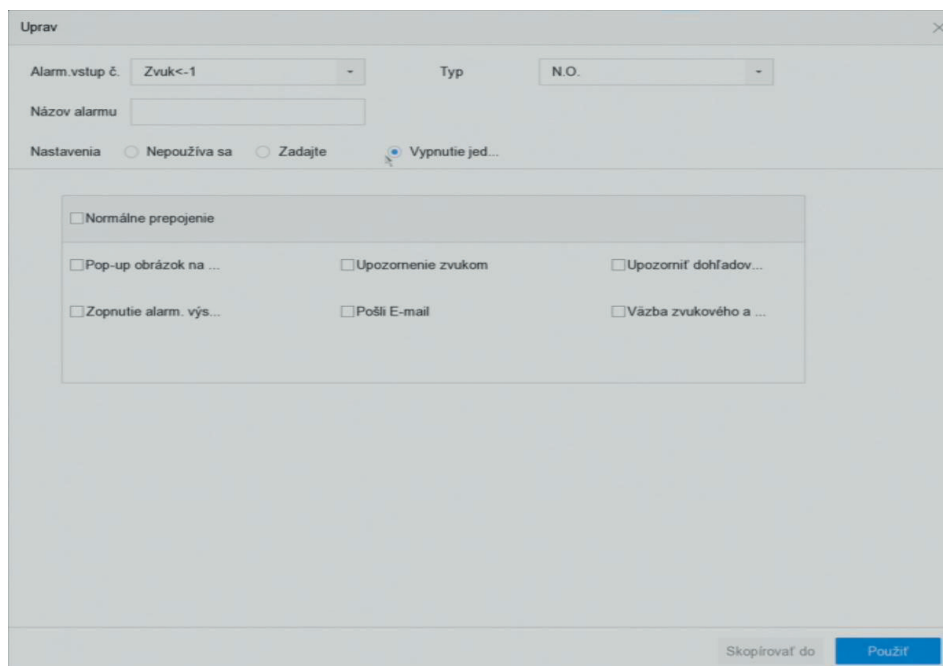 Uprav
Alarm.vstup č. Zvuk<-1 Typ N.O.
Názov alarmu
Nastavenia Nepoužíva sa Zadajte Vypnutie jed...
Normálne prepojenie
Pop-up obrázok na ... Upozornenie zvukom Upozorniť dohľadov...
Zopnutie alarm. výs... Pošli E-mail Väzba zvukového a ...
Skopírovať do Použiť